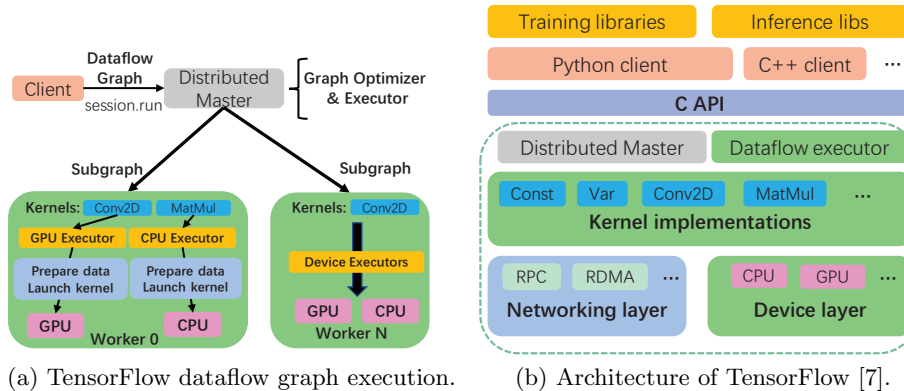 Dataflow
Graph
Client
session.run
Distributed
Master
Graph Optimizer
& Executor
Subgraph
Subgraph
Kernels: Conv2D MatMul
GPU Executor CPU Executor
Prepare data
Launch kernel
Prepare data
Launch kernel
GPU CPU
Worker 0
Kernels: Conv2D
Device Executors
GPU CPU
Worker N
(a) TensorFlow dataflow graph execution.
Training libraries Inference libs
Python client C++ client ...
C API
Distributed Master Dataflow executor
Const Var Conv2D MatMul ...
Kernel implementations
RPC RDMA ...
Networking layer
CPU GPU ...
Device layer
(b) Architecture of TensorFlow [7].